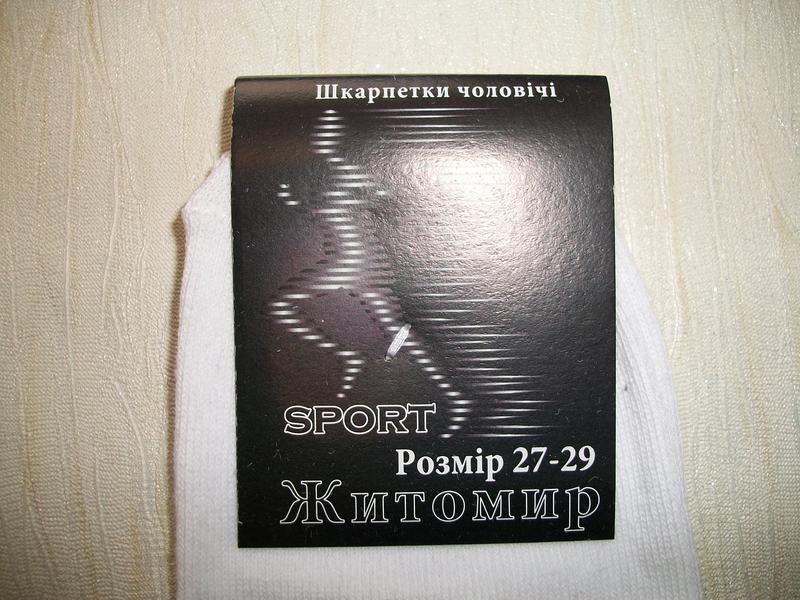 Шкарпетки чоловічі
SPORT
Розмір 27-29
Житомир